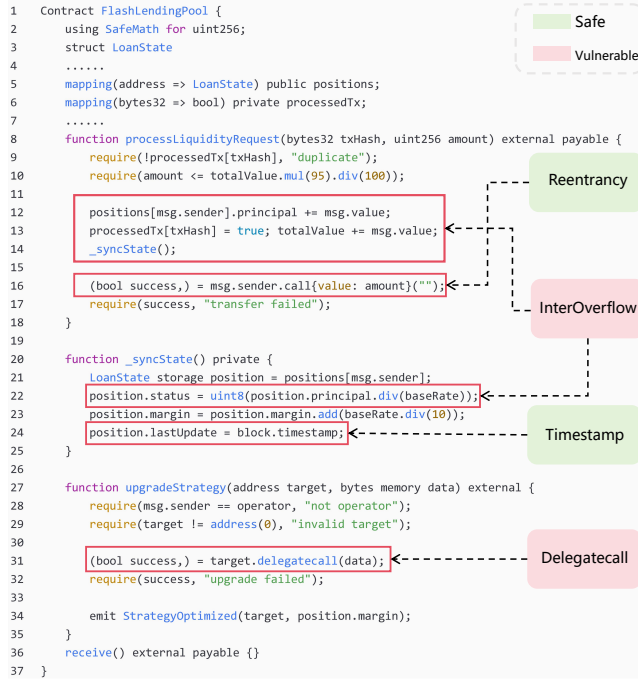 1 Contract FlashLendingPool {
2 using SafeMath for uint256;
3 struct LoanState
4 ......
5 mapping(address => LoanState) public positions;
6 mapping(bytes32 => bool) private processedTx;
7 ......
8 function processLiquidityRequest(bytes32 txHash, uint256 amount) external payable {
9 require(!processedTx[txHash], "duplicate");
10 require(amount <= totalValue.mul(95).div(100));
11
12 positions[msg.sender].principal += msg.value;
13 processedTx[txHash] = true; totalValue += msg.value;
14 _syncState();
15
16 (bool success,) = msg.sender.call{value: amount}("");
17 require(success, "transfer failed");
18 }
19
20 function _syncState() private {
21 LoanState storage position = positions[msg.sender];
22 position.status = uint8(position.principal.div(baseRate));
23 position.margin = position.margin.add(baseRate.div(10));
24 position.lastUpdate = block.timestamp;
25 }
26
27 function upgradeStrategy(address target, bytes memory data) external {
28 require(msg.sender == operator, "not operator");
29 require(target != address(0), "invalid target");
30
31 (bool success,) = target.delegatecall(data);
32 require(success, "upgrade failed");
33
34 emit StrategyOptimized(target, position.margin);
35 }
36 receive() external payable {}
37 }
Safe
Vulnerable
Reentrancy
InterOverflow
Timestamp
Delegatecall